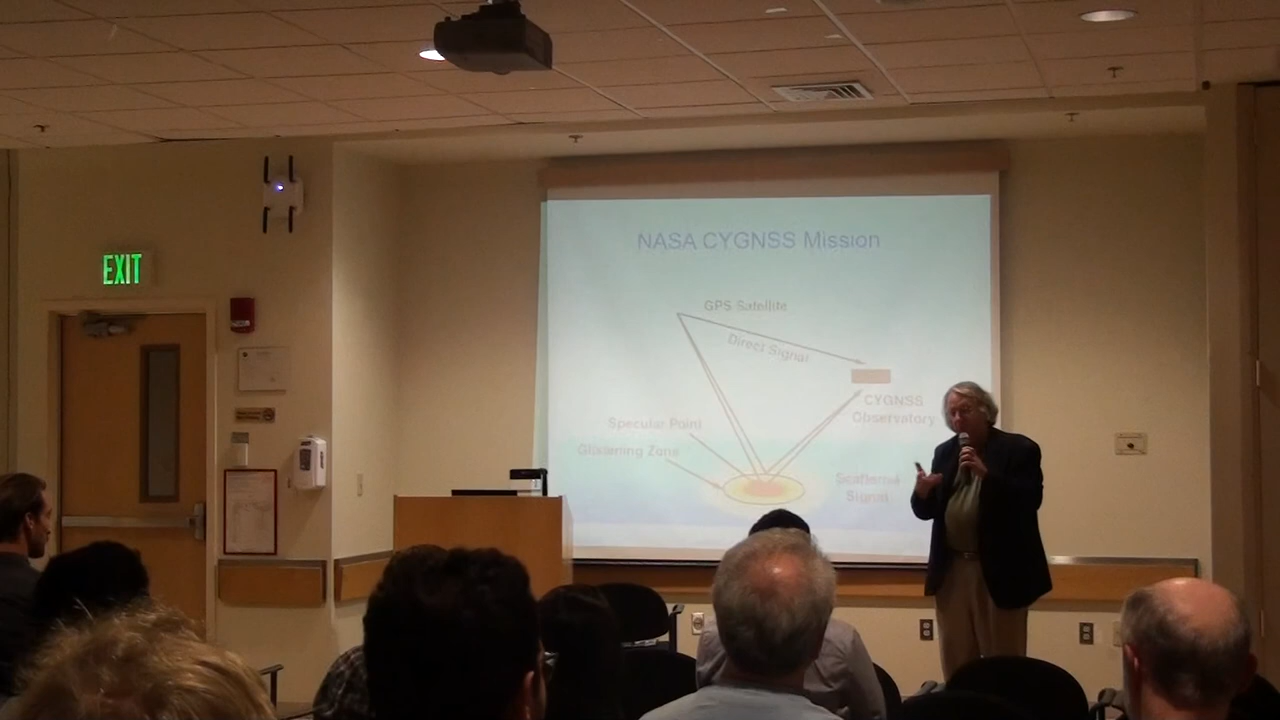 EXIT
NASA CYGNSS Mission
GPS Satellite
Direct Signal
CYGNSS
Observatory
Specular Point
Glistening Zone
Scattered
Signal